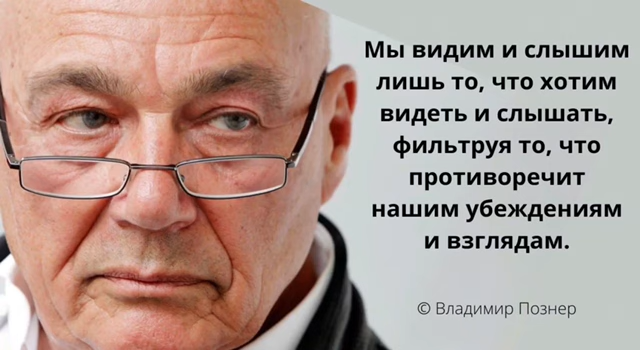 Мы видим и слышим
лишь то, что хотим
видеть и слышать,
фильтруя то, что
противоречит
нашим убеждениям
и взглядам.
© Владимир Познер